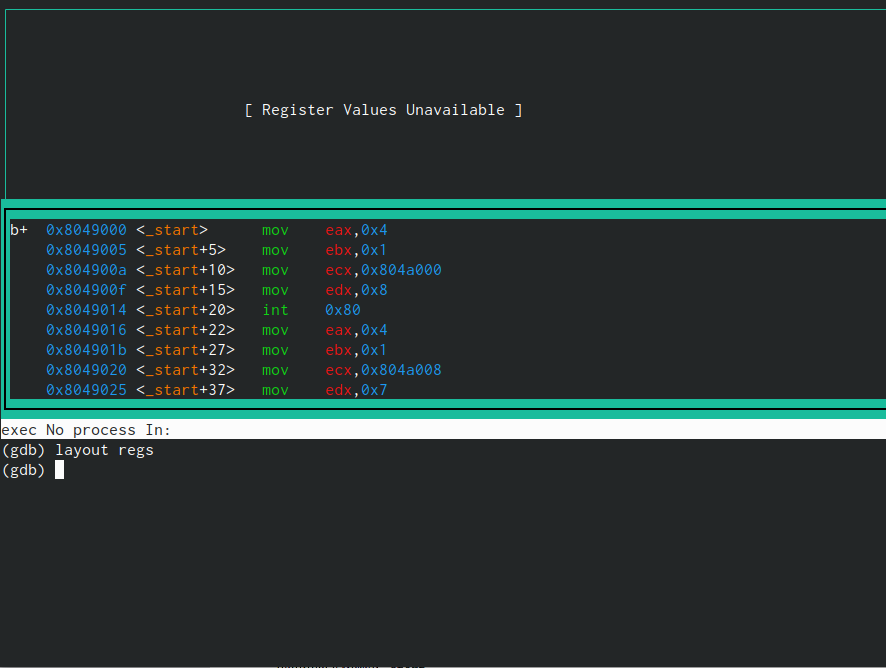 [ Register Values Unavailable ]
b+ 0x8049000 <_start> mov eax,0x4
0x8049005 <_start+5> mov ebx,0x1
0x804900a <_start+10> mov ecx,0x804a000
0x804900f <_start+15> mov edx,0x8
0x8049014 <_start+20> int 0x80
0x8049016 <_start+22> mov eax,0x4
0x804901b <_start+27> mov ebx,0x1
0x8049020 <_start+32> mov ecx,0x804a008
0x8049025 <_start+37> mov edx,0x7
exec No process In:
(gdb) layout regs
(gdb)